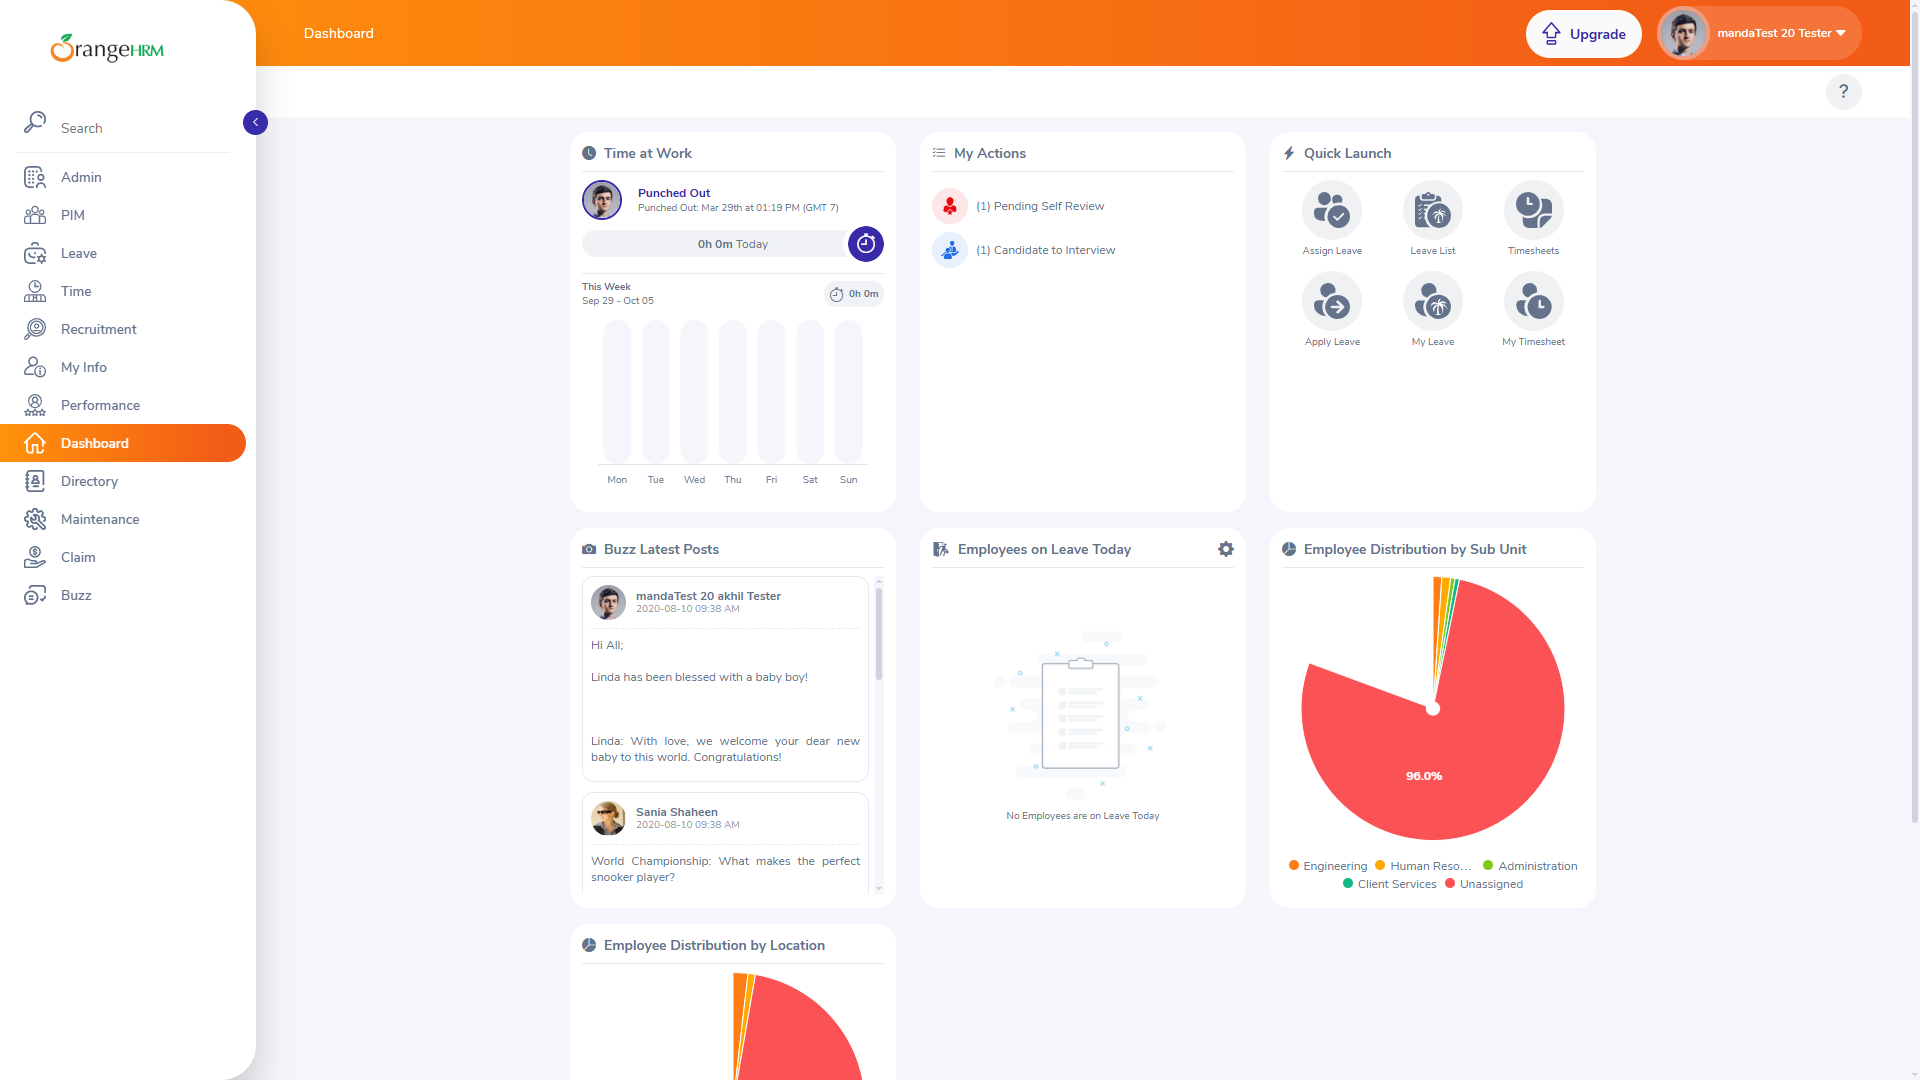 OrangeHRM
Search
Admin
PIM
Leave
Time
Recruitment
My Info
Performance
Dashboard
Directory
Maintenance
Claim
Buzz
Dashboard
Upgrade
mandaTest 20 Tester
?
Time at Work
Punched Out
Punched Out: Mar 29th at 01:19 PM (GMT 7)
0h 0m Today
This Week
Sep 29 - Oct 05
0h 0m
Mon Tue Wed Thu Fri Sat Sun
My Actions
(1) Pending Self Review
(1) Candidate to Interview
Quick Launch
Assign Leave Leave List Timesheets
Apply Leave My Leave My Timesheet
Buzz Latest Posts
mandaTest 20 akhil Tester
2020-08-10 09:38 AM
Hi All;
Linda has been blessed with a baby boy!
Linda: With love, we welcome your dear new
baby to this world. Congratulations!
Sania Shaheen
2020-08-10 09:38 AM
World Championship: What makes the perfect
snooker player?
Employees on Leave Today
No Employees are on Leave Today
Employee Distribution by Sub Unit
96.0%
Engineering Human Reso... Administration
Client Services Unassigned
Employee Distribution by Location